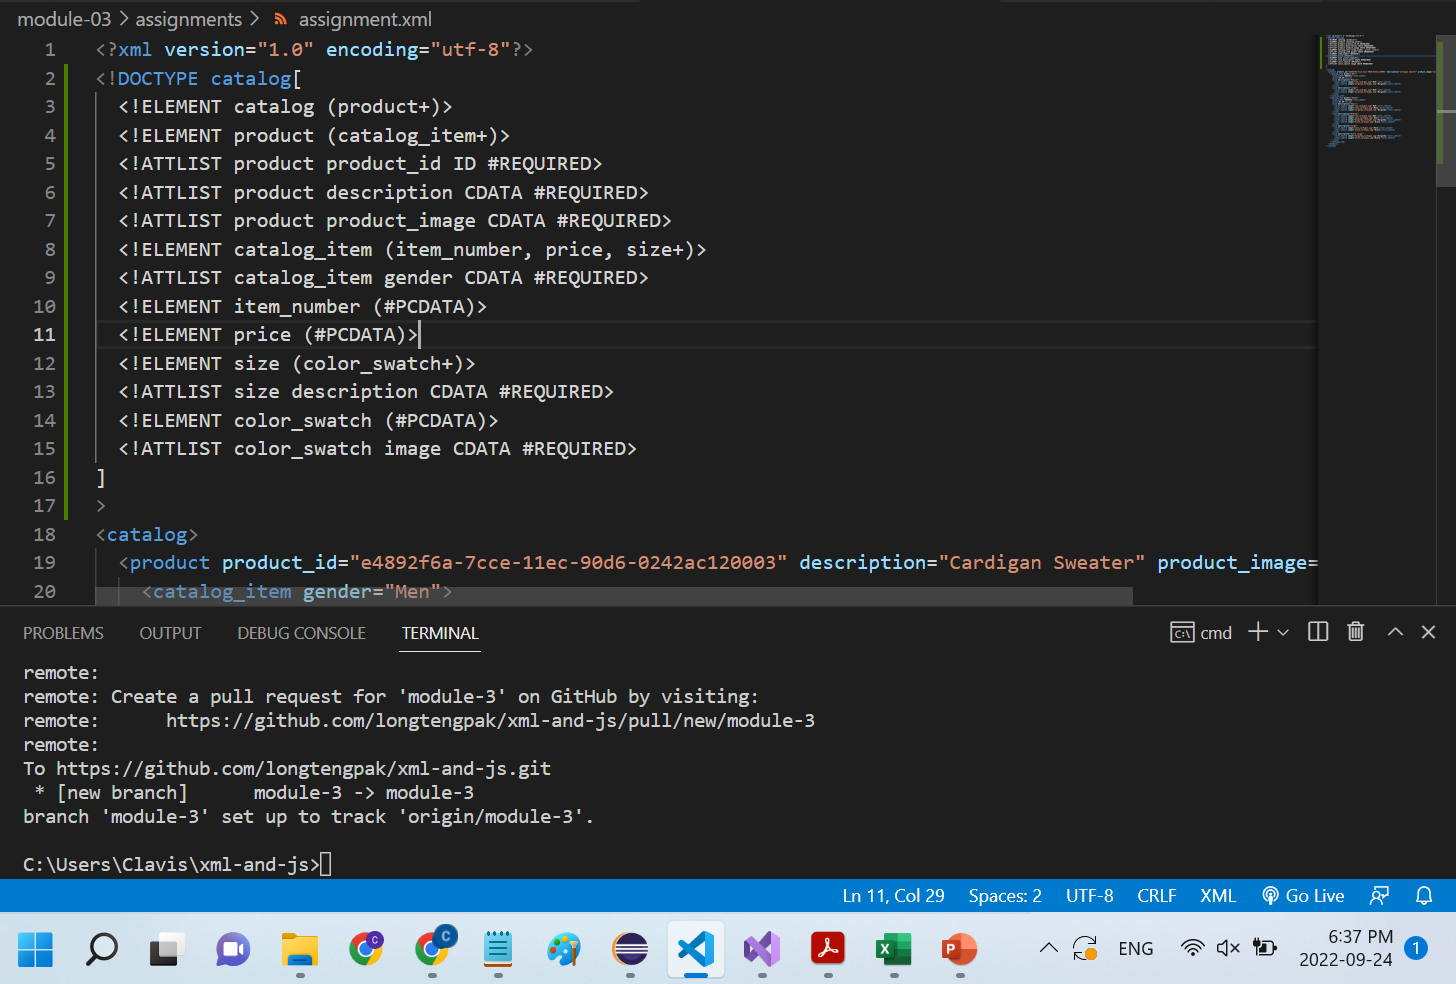 module-03 > assignments > assignment.xml
1 <?xml version="1.0" encoding="utf-8"?>
2 <!DOCTYPE catalog[
3 <!ELEMENT catalog (product+)>
4 <!ELEMENT product (catalog_item+)>
5 <!ATTLIST product product_id ID #REQUIRED>
6 <!ATTLIST product description CDATA #REQUIRED>
7 <!ATTLIST product product_image CDATA #REQUIRED>
8 <!ELEMENT catalog_item (item_number, price, size+)>
9 <!ATTLIST catalog_item gender CDATA #REQUIRED>
10 <!ELEMENT item_number (#PCDATA)>
11 <!ELEMENT price (#PCDATA)>
12 <!ELEMENT size (color_swatch+)>
13 <!ATTLIST size description CDATA #REQUIRED>
14 <!ELEMENT color_swatch (#PCDATA)>
15 <!ATTLIST color_swatch image CDATA #REQUIRED>
16 ]
17 >
18 <catalog>
19 <product product_id="e4892f6a-7cce-11ec-90d6-0242ac120003" description="Cardigan Sweater" product_image=
20 <catalog_item gender="Men">
PROBLEMS OUTPUT DEBUG CONSOLE TERMINAL cmd
remote:
remote: Create a pull request for 'module-3' on GitHub by visiting:
remote:      https://github.com/longtengpak/xml-and-js/pull/new/module-3
remote:
To https://github.com/longtengpak/xml-and-js.git
* [new branch]      module-3 -> module-3
branch 'module-3' set up to track 'origin/module-3'.
C:\Users\Clavis\xml-and-js>
Ln 11, Col 29 Spaces: 2 UTF-8 CRLF XML Go Live
ENG 6:37 PM 1
2022-09-24